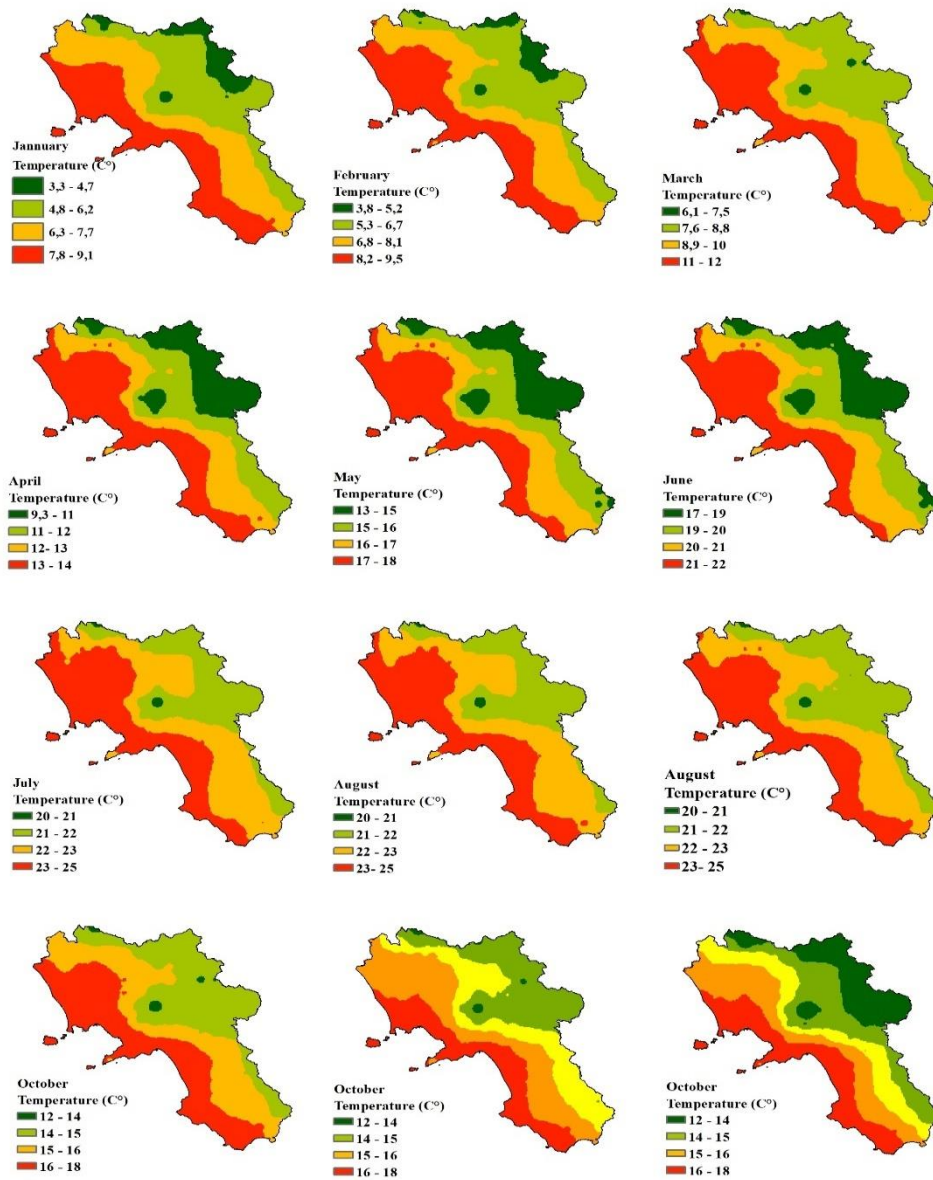 Jannuary
Temperature (C°)
3,3 - 4,7
4,8 - 6,2
6,3 - 7,7
7,8 - 9,1
February
Temperature (C°)
3,8 - 5,2
5,3 - 6,7
6,8 - 8,1
8,2 - 9,5
March
Temperature (C°)
6,1 - 7,5
7,6 - 8,8
8,9 - 10
11 - 12
April
Temperature (C°)
9,3 - 11
11 - 12
12- 13
13 - 14
May
Temperature (C°)
13 - 15
15 - 16
16 - 17
17 - 18
June
Temperature (C°)
17 - 19
19 - 20
20 - 21
21 - 22
July
Temperature (C°)
20 - 21
21 - 22
22 - 23
23 - 25
August
Temperature (C°)
20 - 21
21 - 22
22 - 23
23- 25
August
Temperature (C°)
20 - 21
21 - 22
22 - 23
23- 25
October
Temperature (C°)
12 - 14
14 - 15
15 - 16
16 - 18
October
Temperature (C°)
12 - 14
14 - 15
15 - 16
16 - 18
October
Temperature (C°)
12 - 14
14 - 15
15 - 16
16 - 18